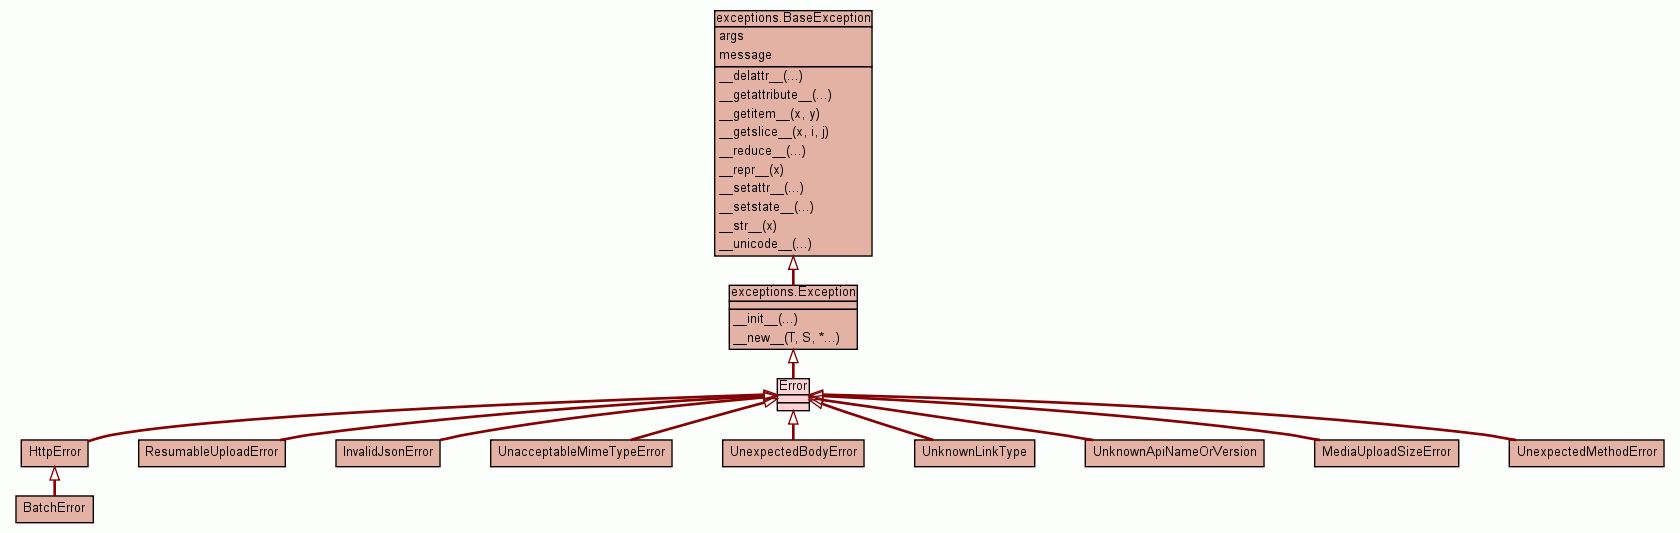 exceptions.BaseException
args
message
__delattr__(...)
__getattribute__(...)
__getitem__(x, y)
__getslice__(x, i, j)
__reduce__(...)
__repr__(x)
__setattr__(...)
__setstate__(...)
__str__(x)
__unicode__(...)
exceptions.Exception
__init__(...)
__new__(T, S, *...)
Error
HttpError
ResumableUploadError
InvalidJsonError
UnacceptableMimeTypeError
UnexpectedBodyError
UnknownLinkType
UnknownApiNameOrVersion
MediaUploadSizeError
UnexpectedMethodError
BatchError